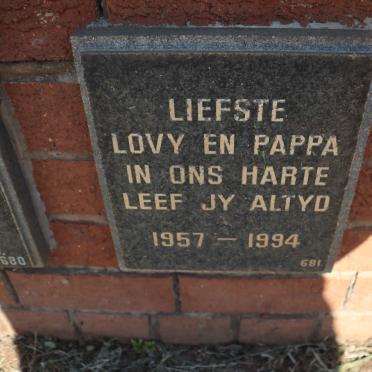 LIEFSTE
LOVY EN PAPPA
IN ONS HARTE
LEEF JY ALTYD
1957 — 1994
681
680